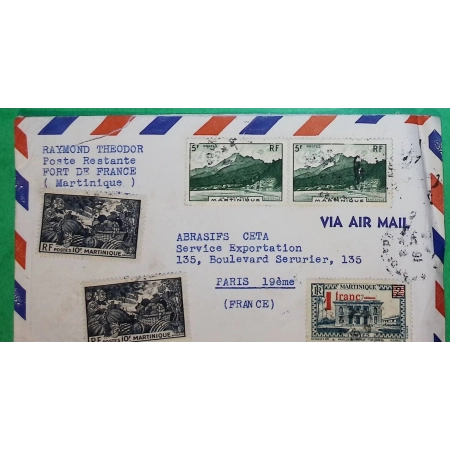 RAYMOND THEODOR
Poste Restante
FORT DE FRANCE
( Martinique )
5F POSTES RF
MARTINIQUE
5F POSTES RF
MARTINIQUE
VIA AIR MAIL
ABRASIFS CETA
Service Exportation
135, Boulevard Serurier, 135
PARIS 19ème
(FRANCE)
RF POSTES 10F MARTINIQUE
RF POSTES 10F MARTINIQUE
RF MARTINIQUE
1 franc